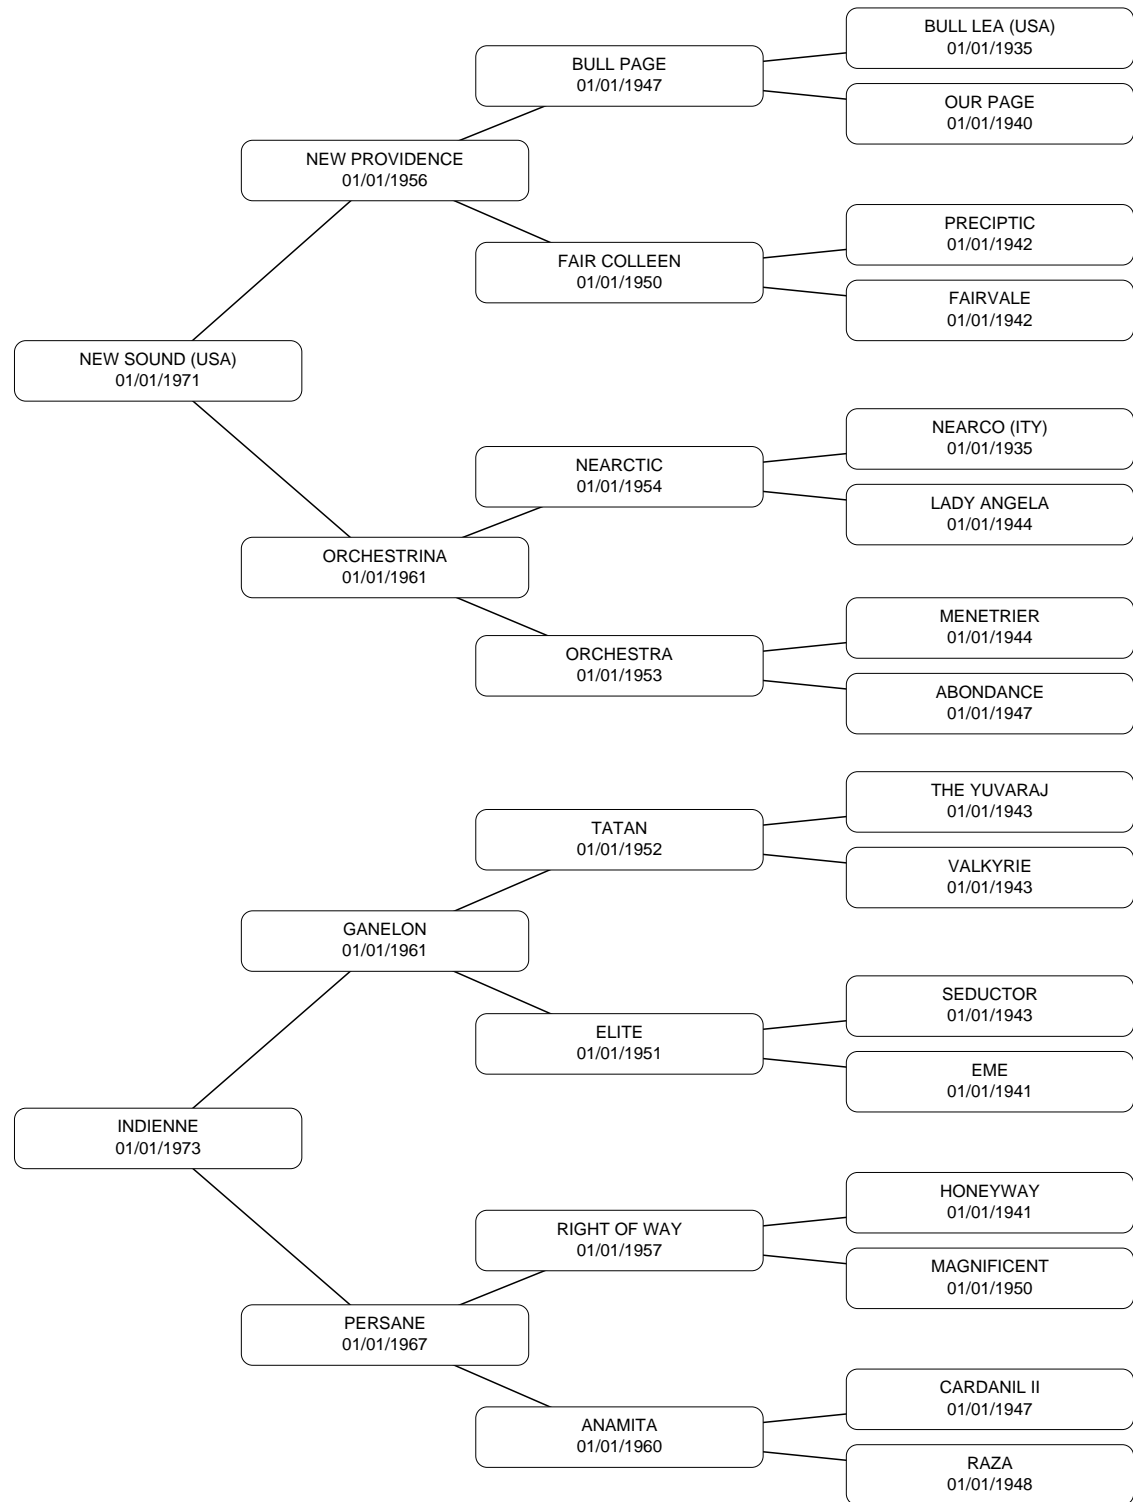 BULL LEA (USA)
01/01/1935
BULL PAGE
01/01/1947
OUR PAGE
01/01/1940
NEW PROVIDENCE
01/01/1956
PRECIPTIC
01/01/1942
FAIR COLLEEN
01/01/1950
FAIRVALE
01/01/1942
NEW SOUND (USA)
01/01/1971
NEARCO (ITY)
01/01/1935
NEARCTIC
01/01/1954
LADY ANGELA
01/01/1944
ORCHESTRINA
01/01/1961
MENETRIER
01/01/1944
ORCHESTRA
01/01/1953
ABONDANCE
01/01/1947
THE YUVARAJ
01/01/1943
TATAN
01/01/1952
VALKYRIE
01/01/1943
GANELON
01/01/1961
SEDUCTOR
01/01/1943
ELITE
01/01/1951
EME
01/01/1941
INDIENNE
01/01/1973
HONEYWAY
01/01/1941
RIGHT OF WAY
01/01/1957
MAGNIFICENT
01/01/1950
PERSANE
01/01/1967
CARDANIL II
01/01/1947
ANAMITA
01/01/1960
RAZA
01/01/1948